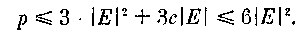 p ⩽ 3 · |E|² + 3c|E| ⩽ 6|E|².